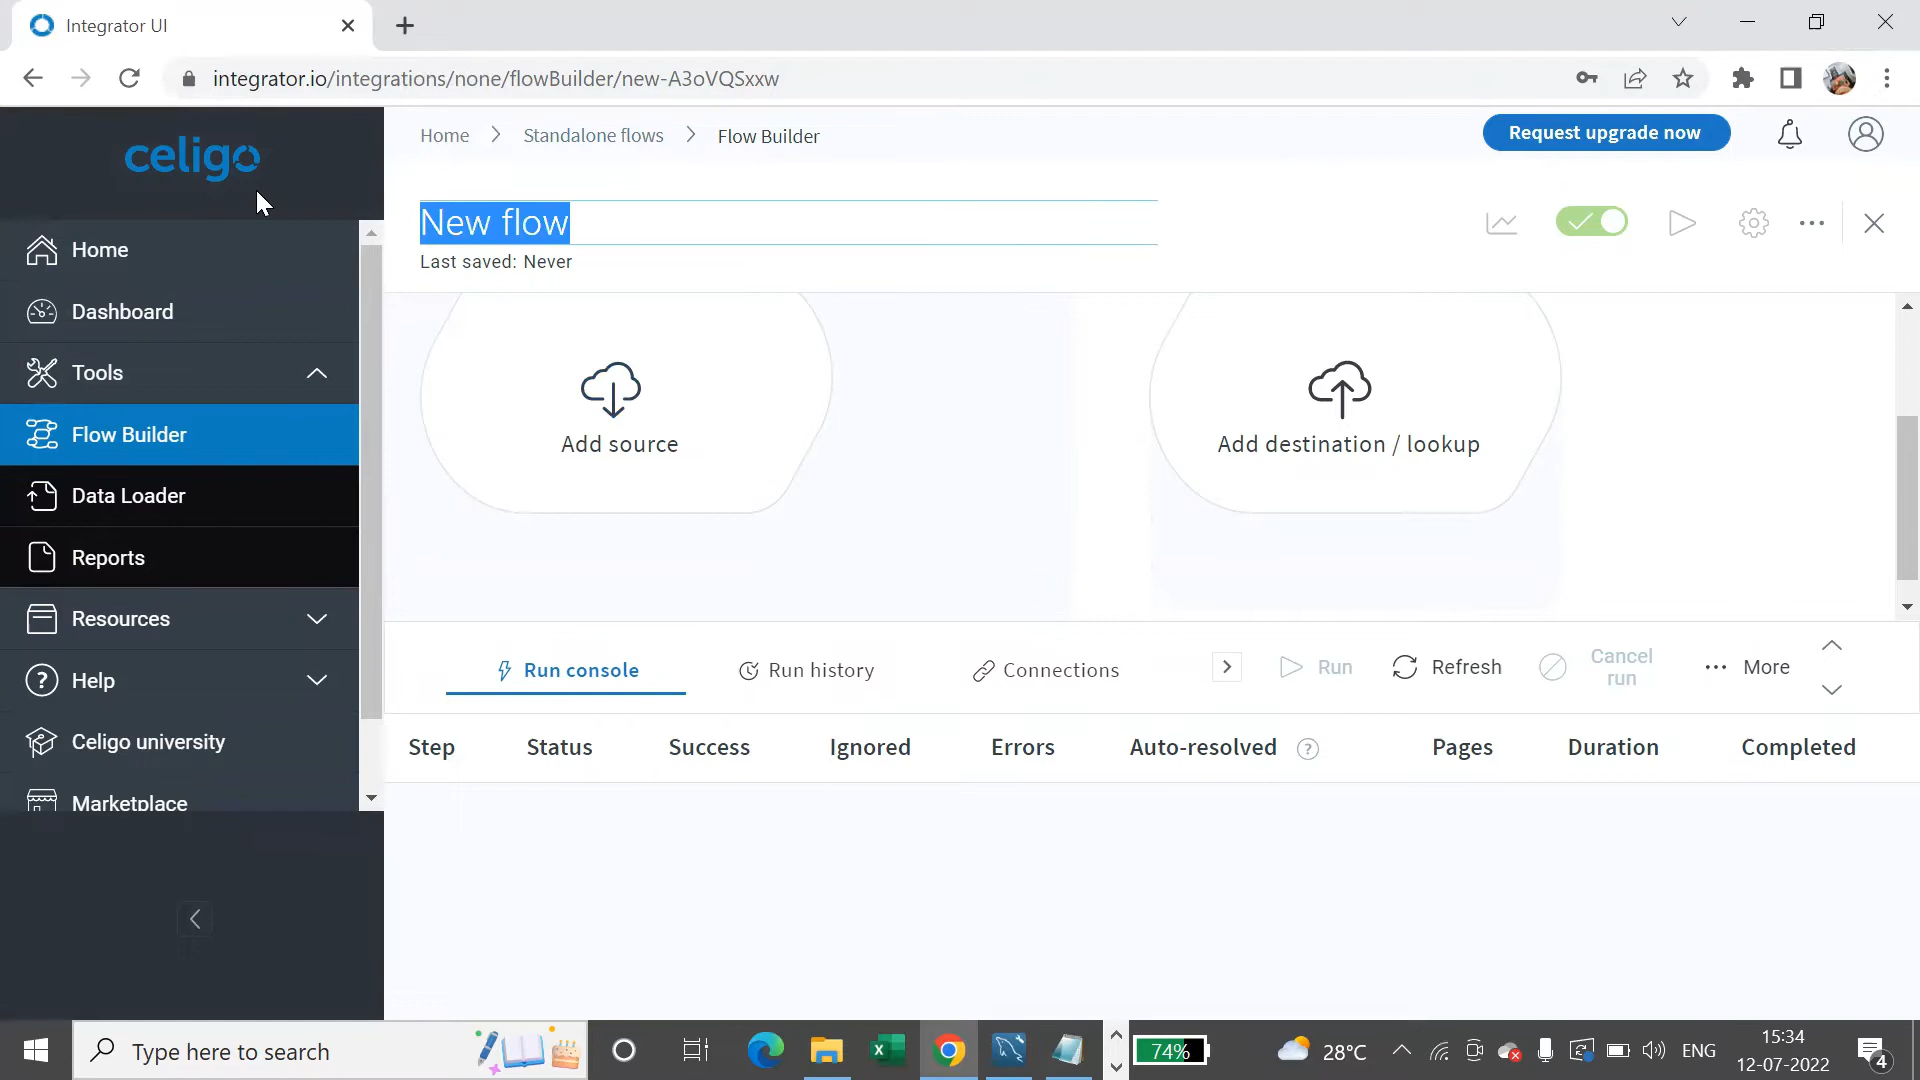 Integrator UI
integrator.io/integrations/none/flowBuilder/new-A3oVQSxxw
celigo
Home
Dashboard
Tools
Flow Builder
Data Loader
Reports
Resources
Help
Celigo university
Marketplace
Home > Standalone flows > Flow Builder
Request upgrade now
New flow
Last saved: Never
Add source
Add destination / lookup
Run console
Run history
Connections
Run
Refresh
Cancel
run
More
Step Status Success Ignored Errors Auto-resolved ? Pages Duration Completed
Type here to search
74%
28°C
ENG
15:34
12-07-2022
4